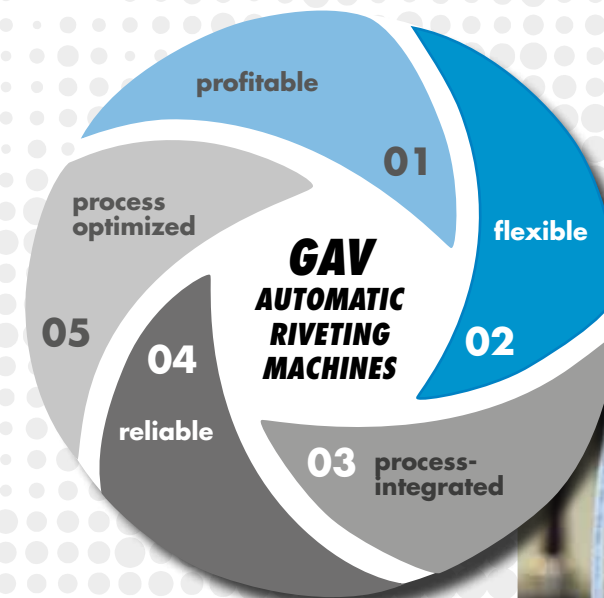 profitable
01
flexible
02
03
process-
integrated
04
reliable
process
optimized
05
GAV
AUTOMATIC
RIVETING
MACHINES